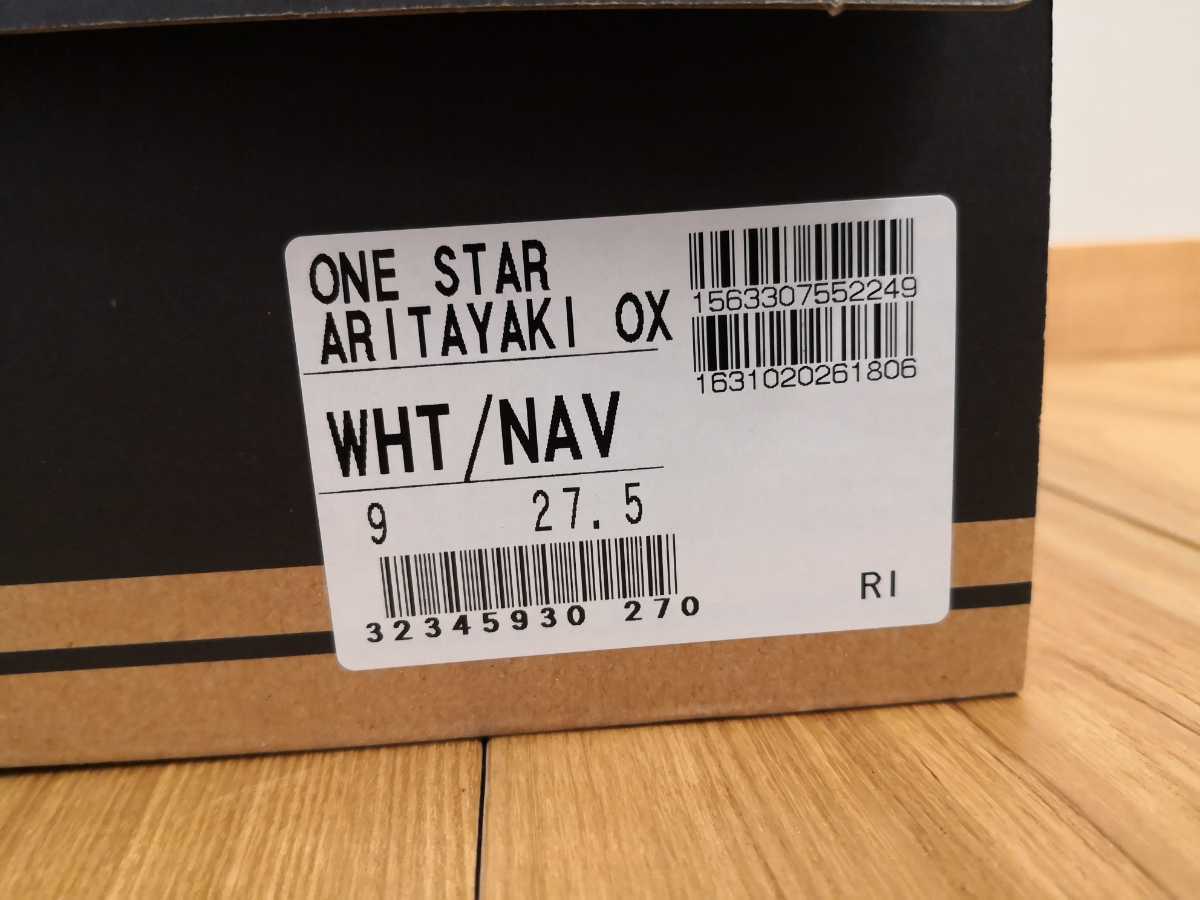 ONE STAR
ARITAYAKI OX
1563307552249
1631020261806
WHT/NAV
9 27.5
32345930 270
RI